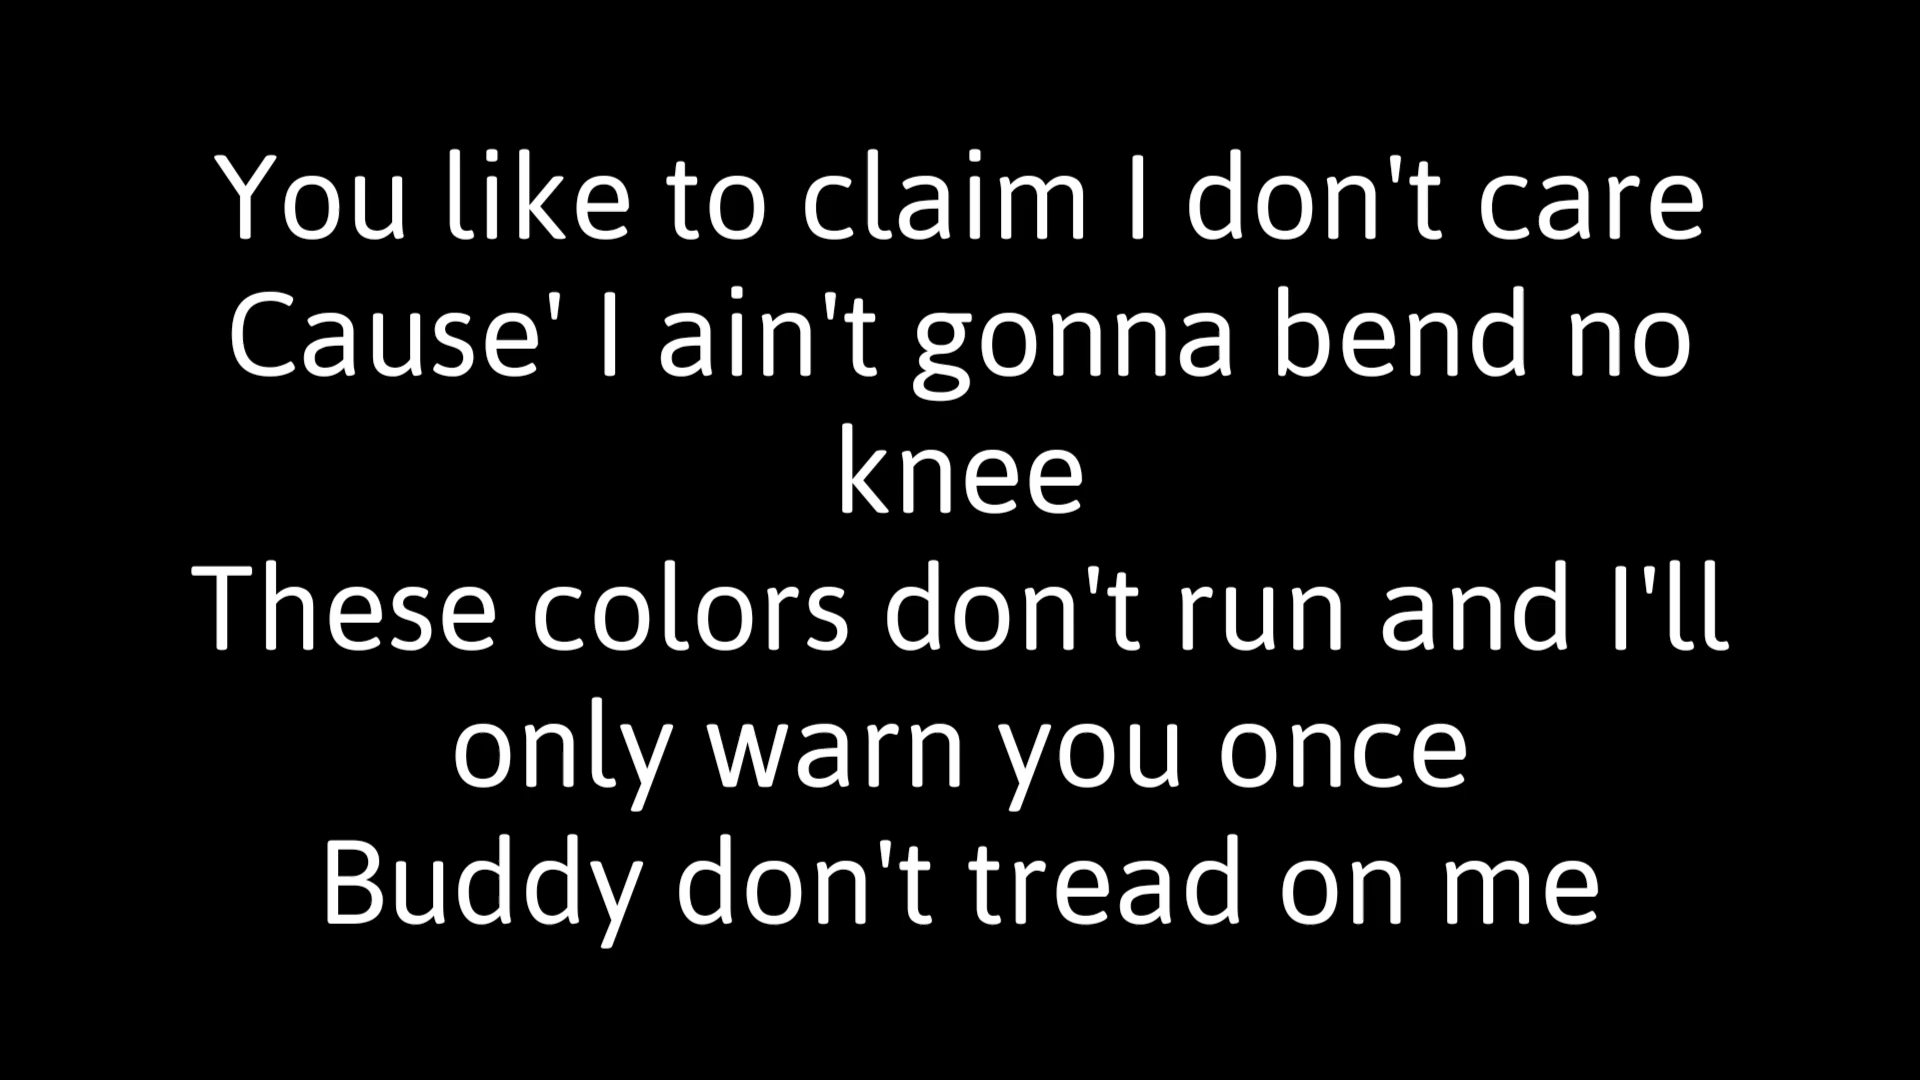 You like to claim I don't care
Cause' I ain't gonna bend no
knee
These colors don't run and I'll
only warn you once
Buddy don't tread on me